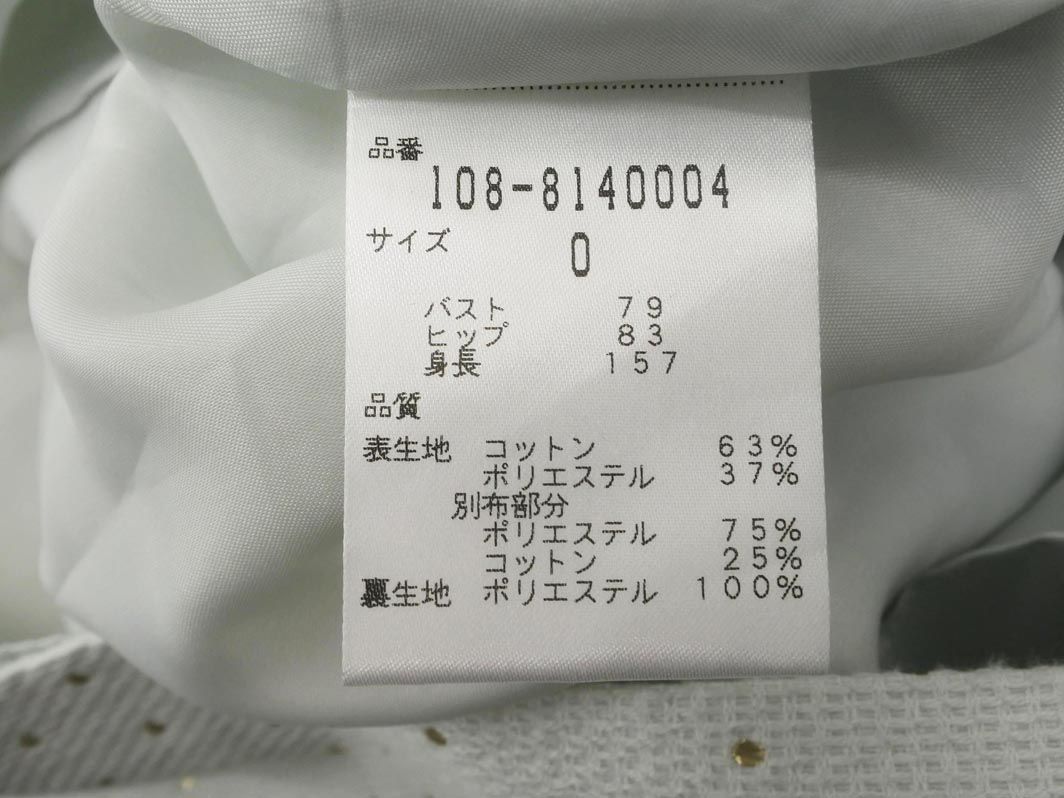 品番
108-8140004
サイズ
0
バスト 79
ヒップ 83
身長 157
品質
表生地 コットン 63%
ポリエステル 37%
別布部分
ポリエステル 75%
コットン 25%
裏生地 ポリエステル 100%